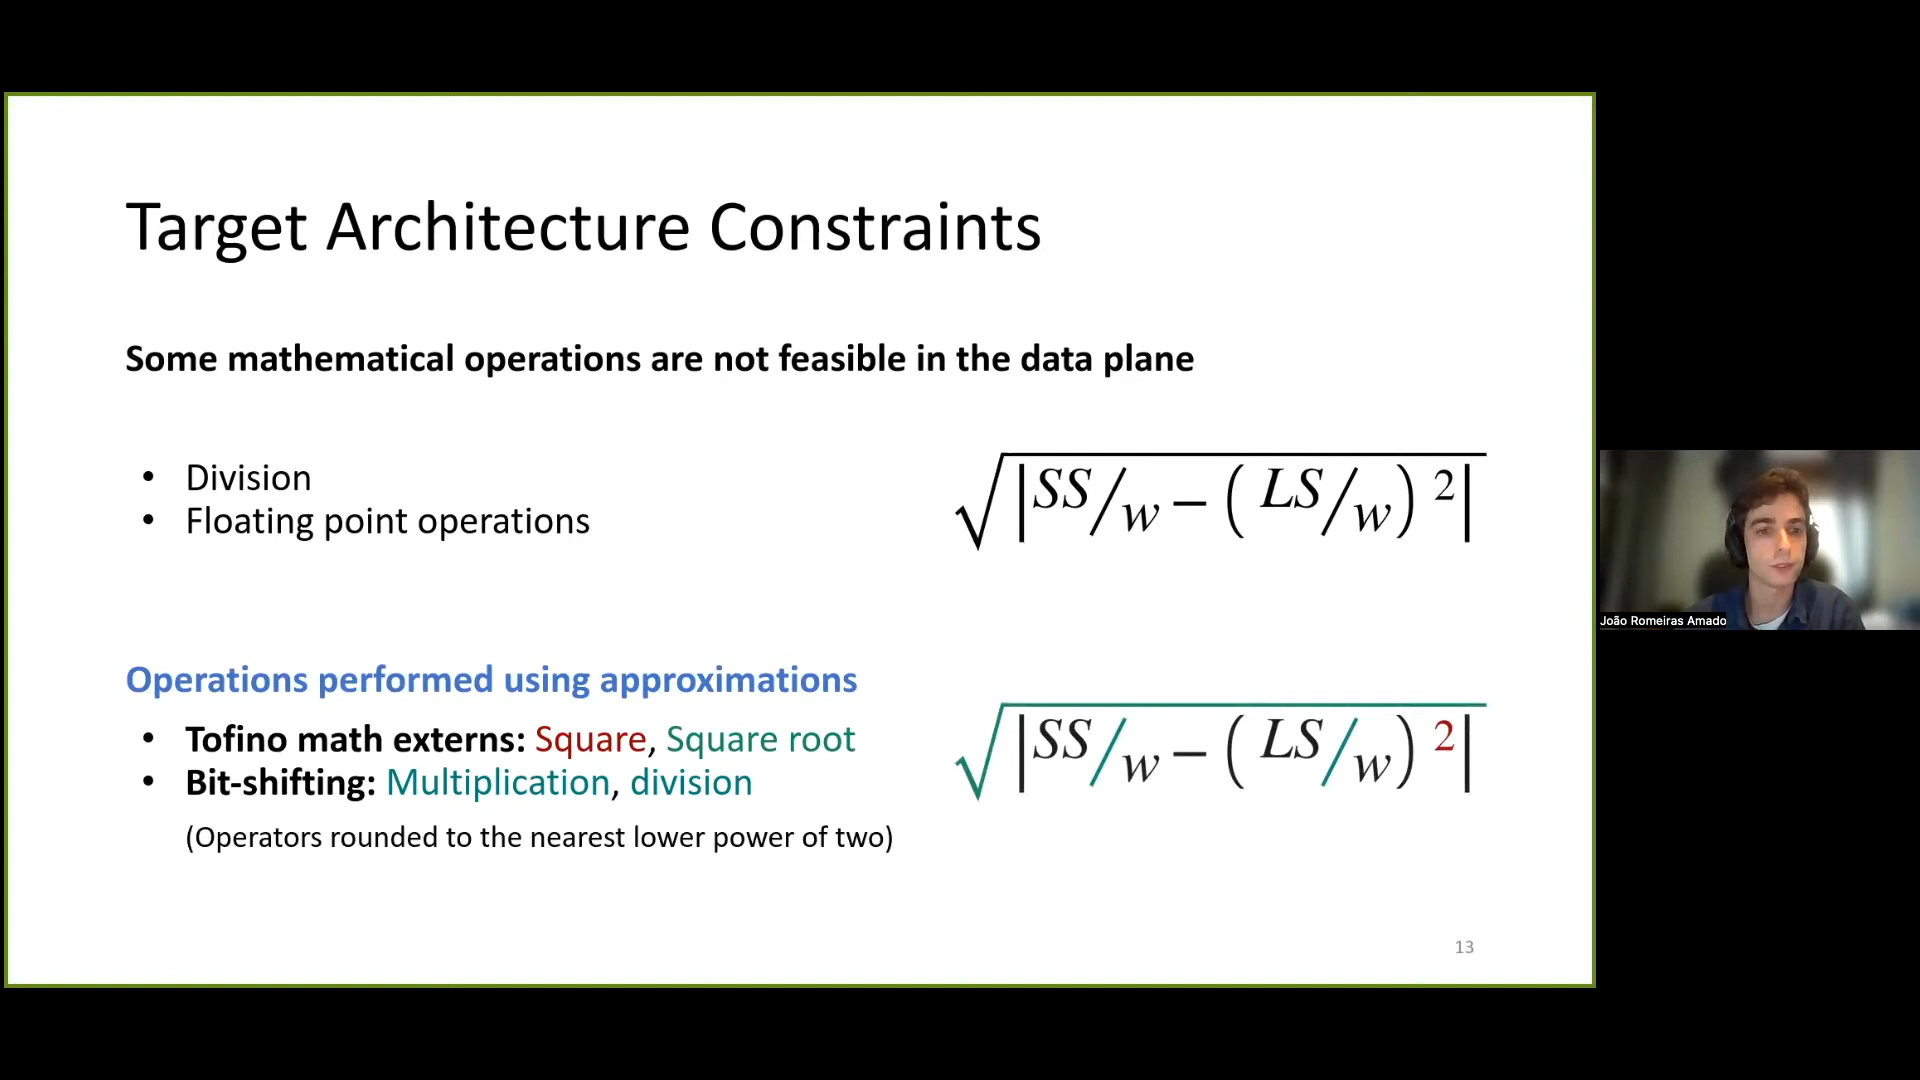 Target Architecture Constraints
Some mathematical operations are not feasible in the data plane
• Division
• Floating point operations
√|SS/w − (LS/w)²|
Operations performed using approximations
• Tofino math externs: Square, Square root
• Bit-shifting: Multiplication, division
(Operators rounded to the nearest lower power of two)
√|SS/w − (LS/w)²|
13
João Romeiras Amado